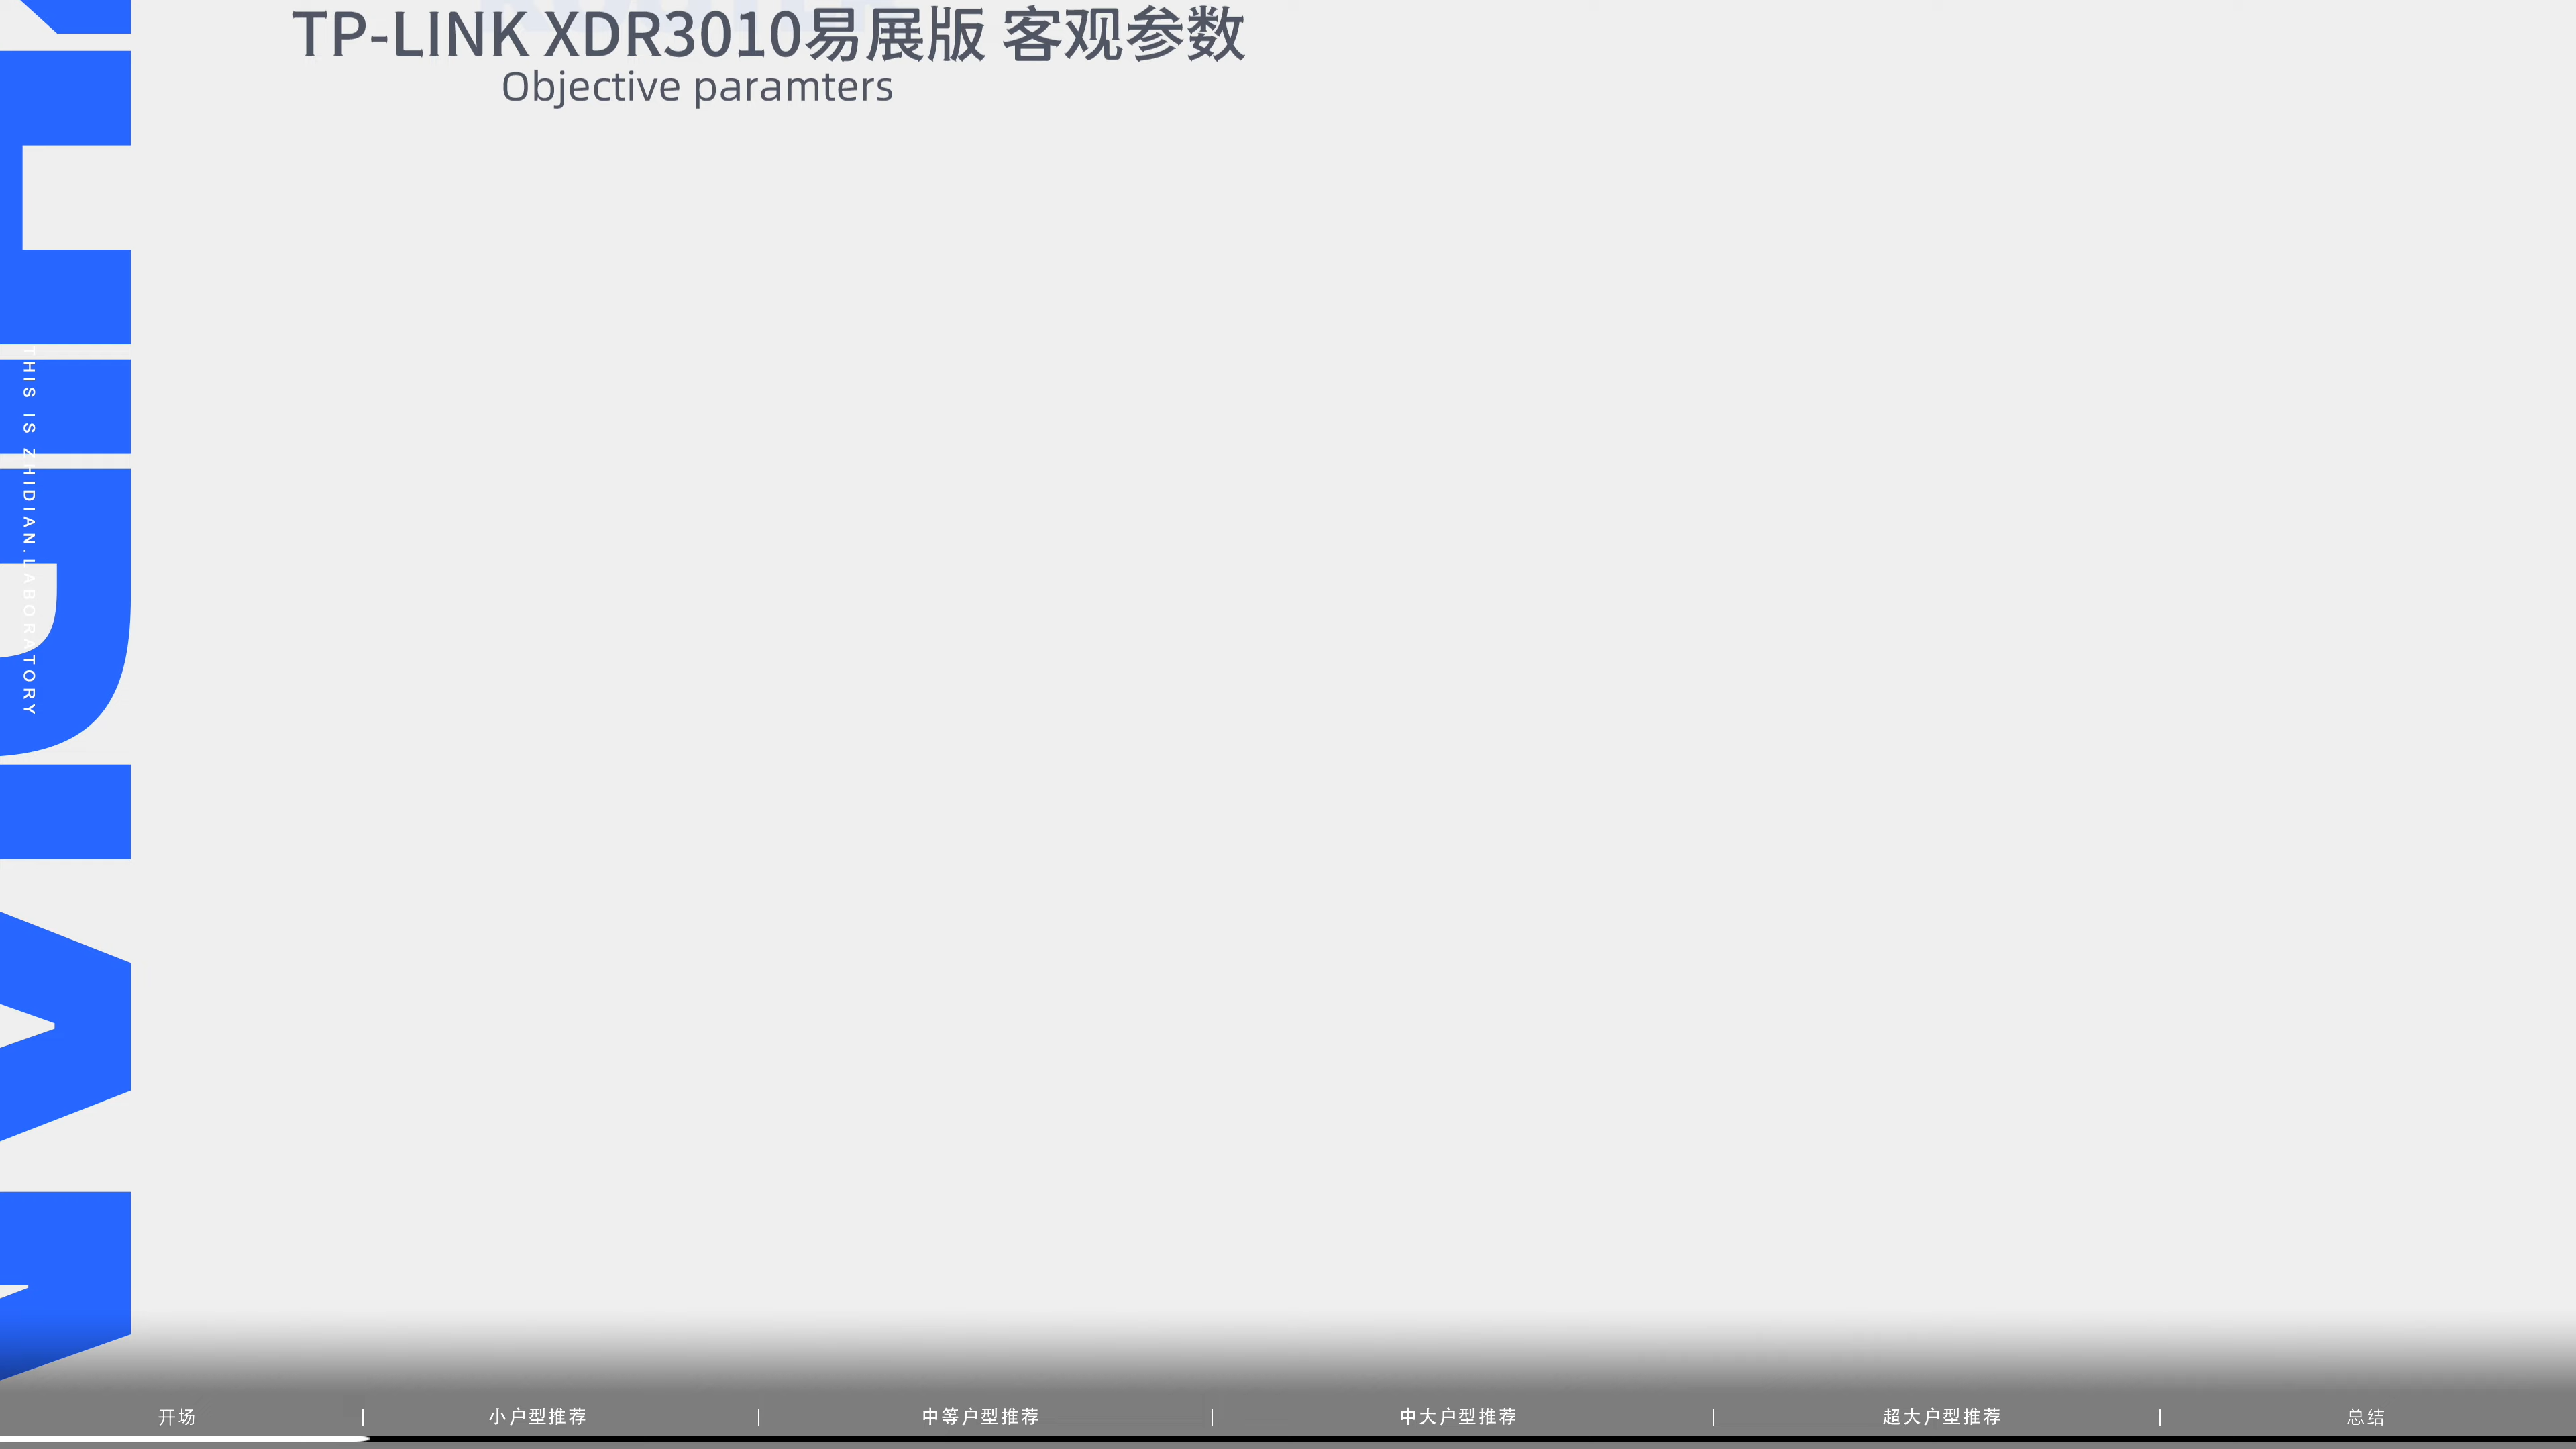 TP-LINK XDR3010易展版 客观参数
Objective paramters
THIS IS ZHIDIAN.LABORATORY
开场
小户型推荐
中等户型推荐
中大户型推荐
超大户型推荐
总结